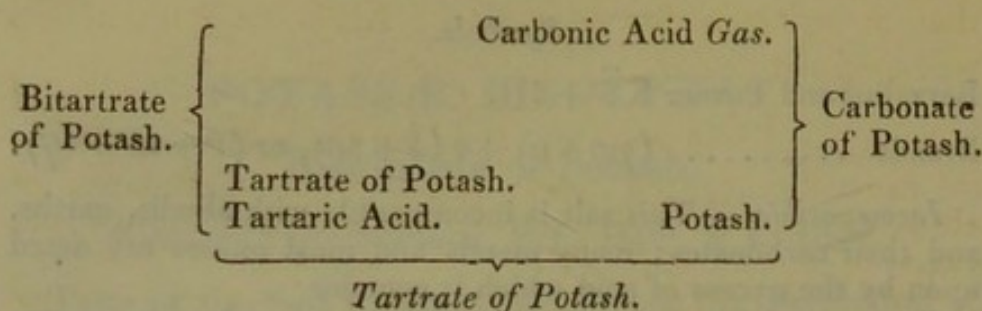 Carbonic Acid Gas.
Bitartrate
of Potash.
Carbonate
of Potash.
Tartrate of Potash.
Tartaric Acid. Potash.
Tartrate of Potash.